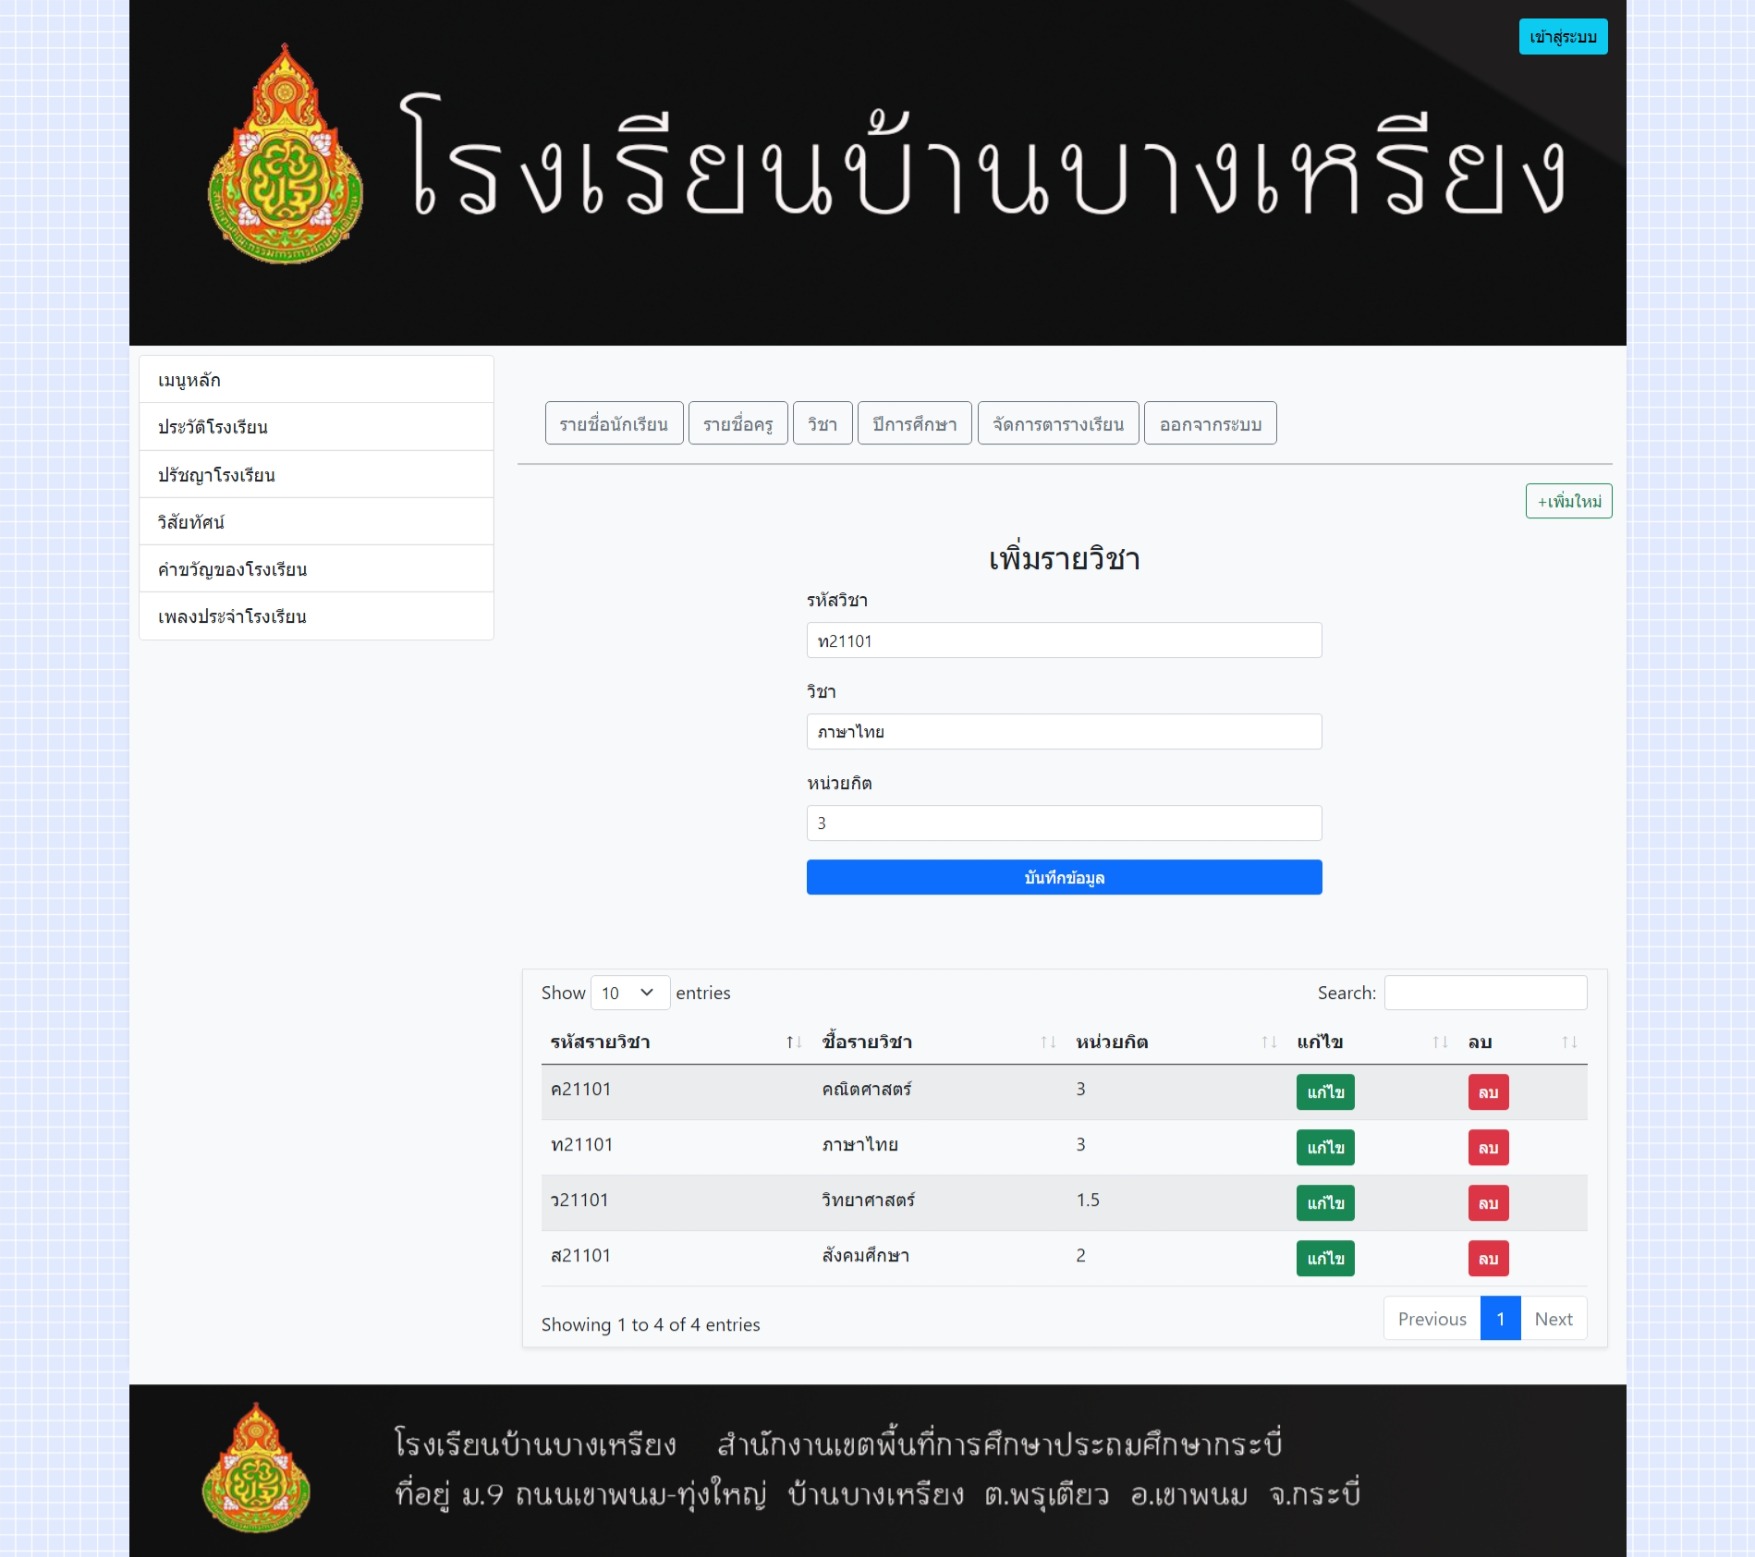 เข้าสู่ระบบ
โรงเรียนบ้านบางเหรียง
เมนูหลัก
ประวัติโรงเรียน
ปรัชญาโรงเรียน
วิสัยทัศน์
คำขวัญของโรงเรียน
เพลงประจำโรงเรียน
รายชื่อนักเรียน รายชื่อครู วิชา ปีการศึกษา จัดการตารางเรียน ออกจากระบบ
+เพิ่มใหม่
เพิ่มรายวิชา
รหัสวิชา
ท21101
วิชา
ภาษาไทย
หน่วยกิต
3
บันทึกข้อมูล
Show 10 entries Search:
รหัสรายวิชา ชื้อรายวิชา หน่วยกิต แก้ไข ลบ
ค21101 คณิตศาสตร์ 3 แก้ไข ลบ
ท21101 ภาษาไทย 3 แก้ไข ลบ
ว21101 วิทยาศาสตร์ 1.5 แก้ไข ลบ
ส21101 สังคมศึกษา 2 แก้ไข ลบ
Showing 1 to 4 of 4 entries Previous 1 Next
โรงเรียนบ้านบางเหรียง สำนักงานเขตพื้นที่การศึกษาประถมศึกษากระบี่
ที่อยู่ ม.9 ถนนเขาพนม-ทุ่งใหญ่ บ้านบางเหรียง ต.พรุเตียว อ.เขาพนม จ.กระบี่